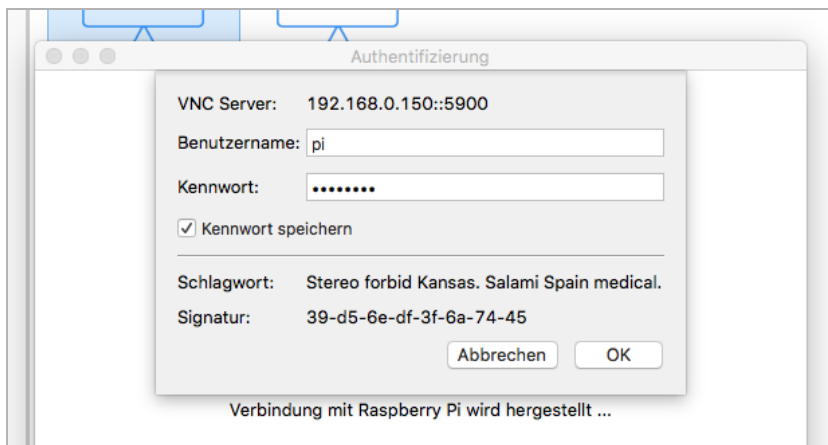 Authentifizierung
VNC Server: 192.168.0.150::5900
Benutzername: pi
Kennwort: ••••••••
Kennwort speichern
Schlagwort: Stereo forbid Kansas. Salami Spain medical.
Signatur: 39-d5-6e-df-3f-6a-74-45
Abbrechen OK
Verbindung mit Raspberry Pi wird hergestellt ...